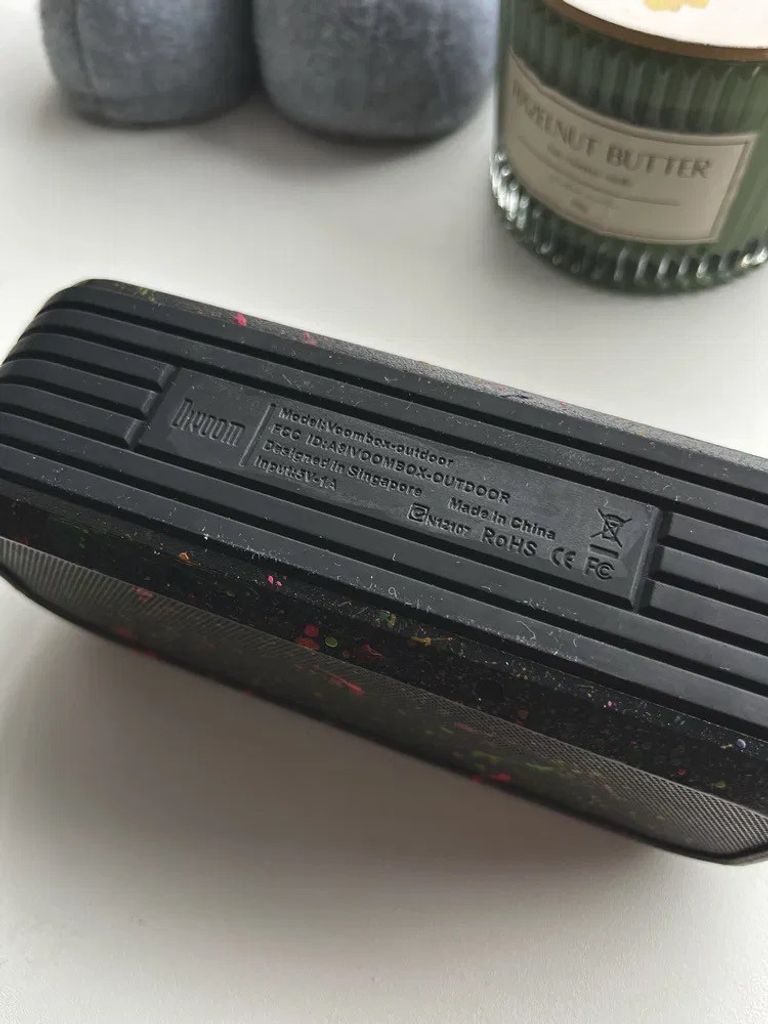 HAZELNUT BUTTER
Divoom
Model:Voombox-outdoor
FCC ID:A9IVOOMBOX-OUTDOOR
Designed in Singapore Made in China
Input:5V-1A
N12107 RoHS CE FC